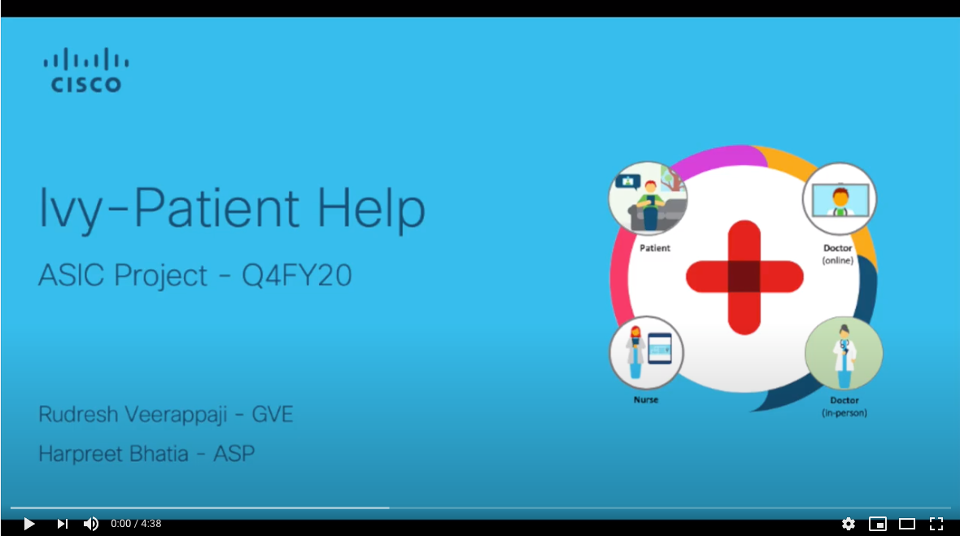 CISCO
Ivy-Patient Help
ASIC Project - Q4FY20
Rudresh Veerappaji - GVE
Harpreet Bhatia - ASP
Patient
Doctor
(online)
Nurse
Doctor
(in-person)
0:00 / 4:38